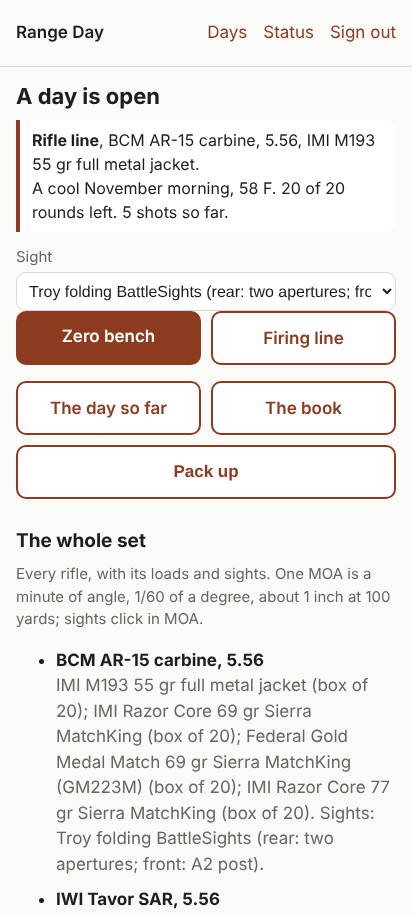 Range Day
Days Status Sign out
A day is open
Rifle line, BCM AR-15 carbine, 5.56, IMI M193
55 gr full metal jacket.
A cool November morning, 58 F. 20 of 20
rounds left. 5 shots so far.
Sight
Troy folding BattleSights (rear: two apertures; frc
Zero bench
Firing line
The day so far
The book
Pack up
The whole set
Every rifle, with its loads and sights. One MOA is a
minute of angle, 1/60 of a degree, about 1 inch at 100
yards; sights click in MOA.
• BCM AR-15 carbine, 5.56
IMI M193 55 gr full metal jacket (box of
20); IMI Razor Core 69 gr Sierra
MatchKing (box of 20); Federal Gold
Medal Match 69 gr Sierra MatchKing
(GM223M) (box of 20); IMI Razor Core 77
gr Sierra MatchKing (box of 20). Sights:
Troy folding BattleSights (rear: two
apertures; front: A2 post).
• IWI Tavor SAR, 5.56